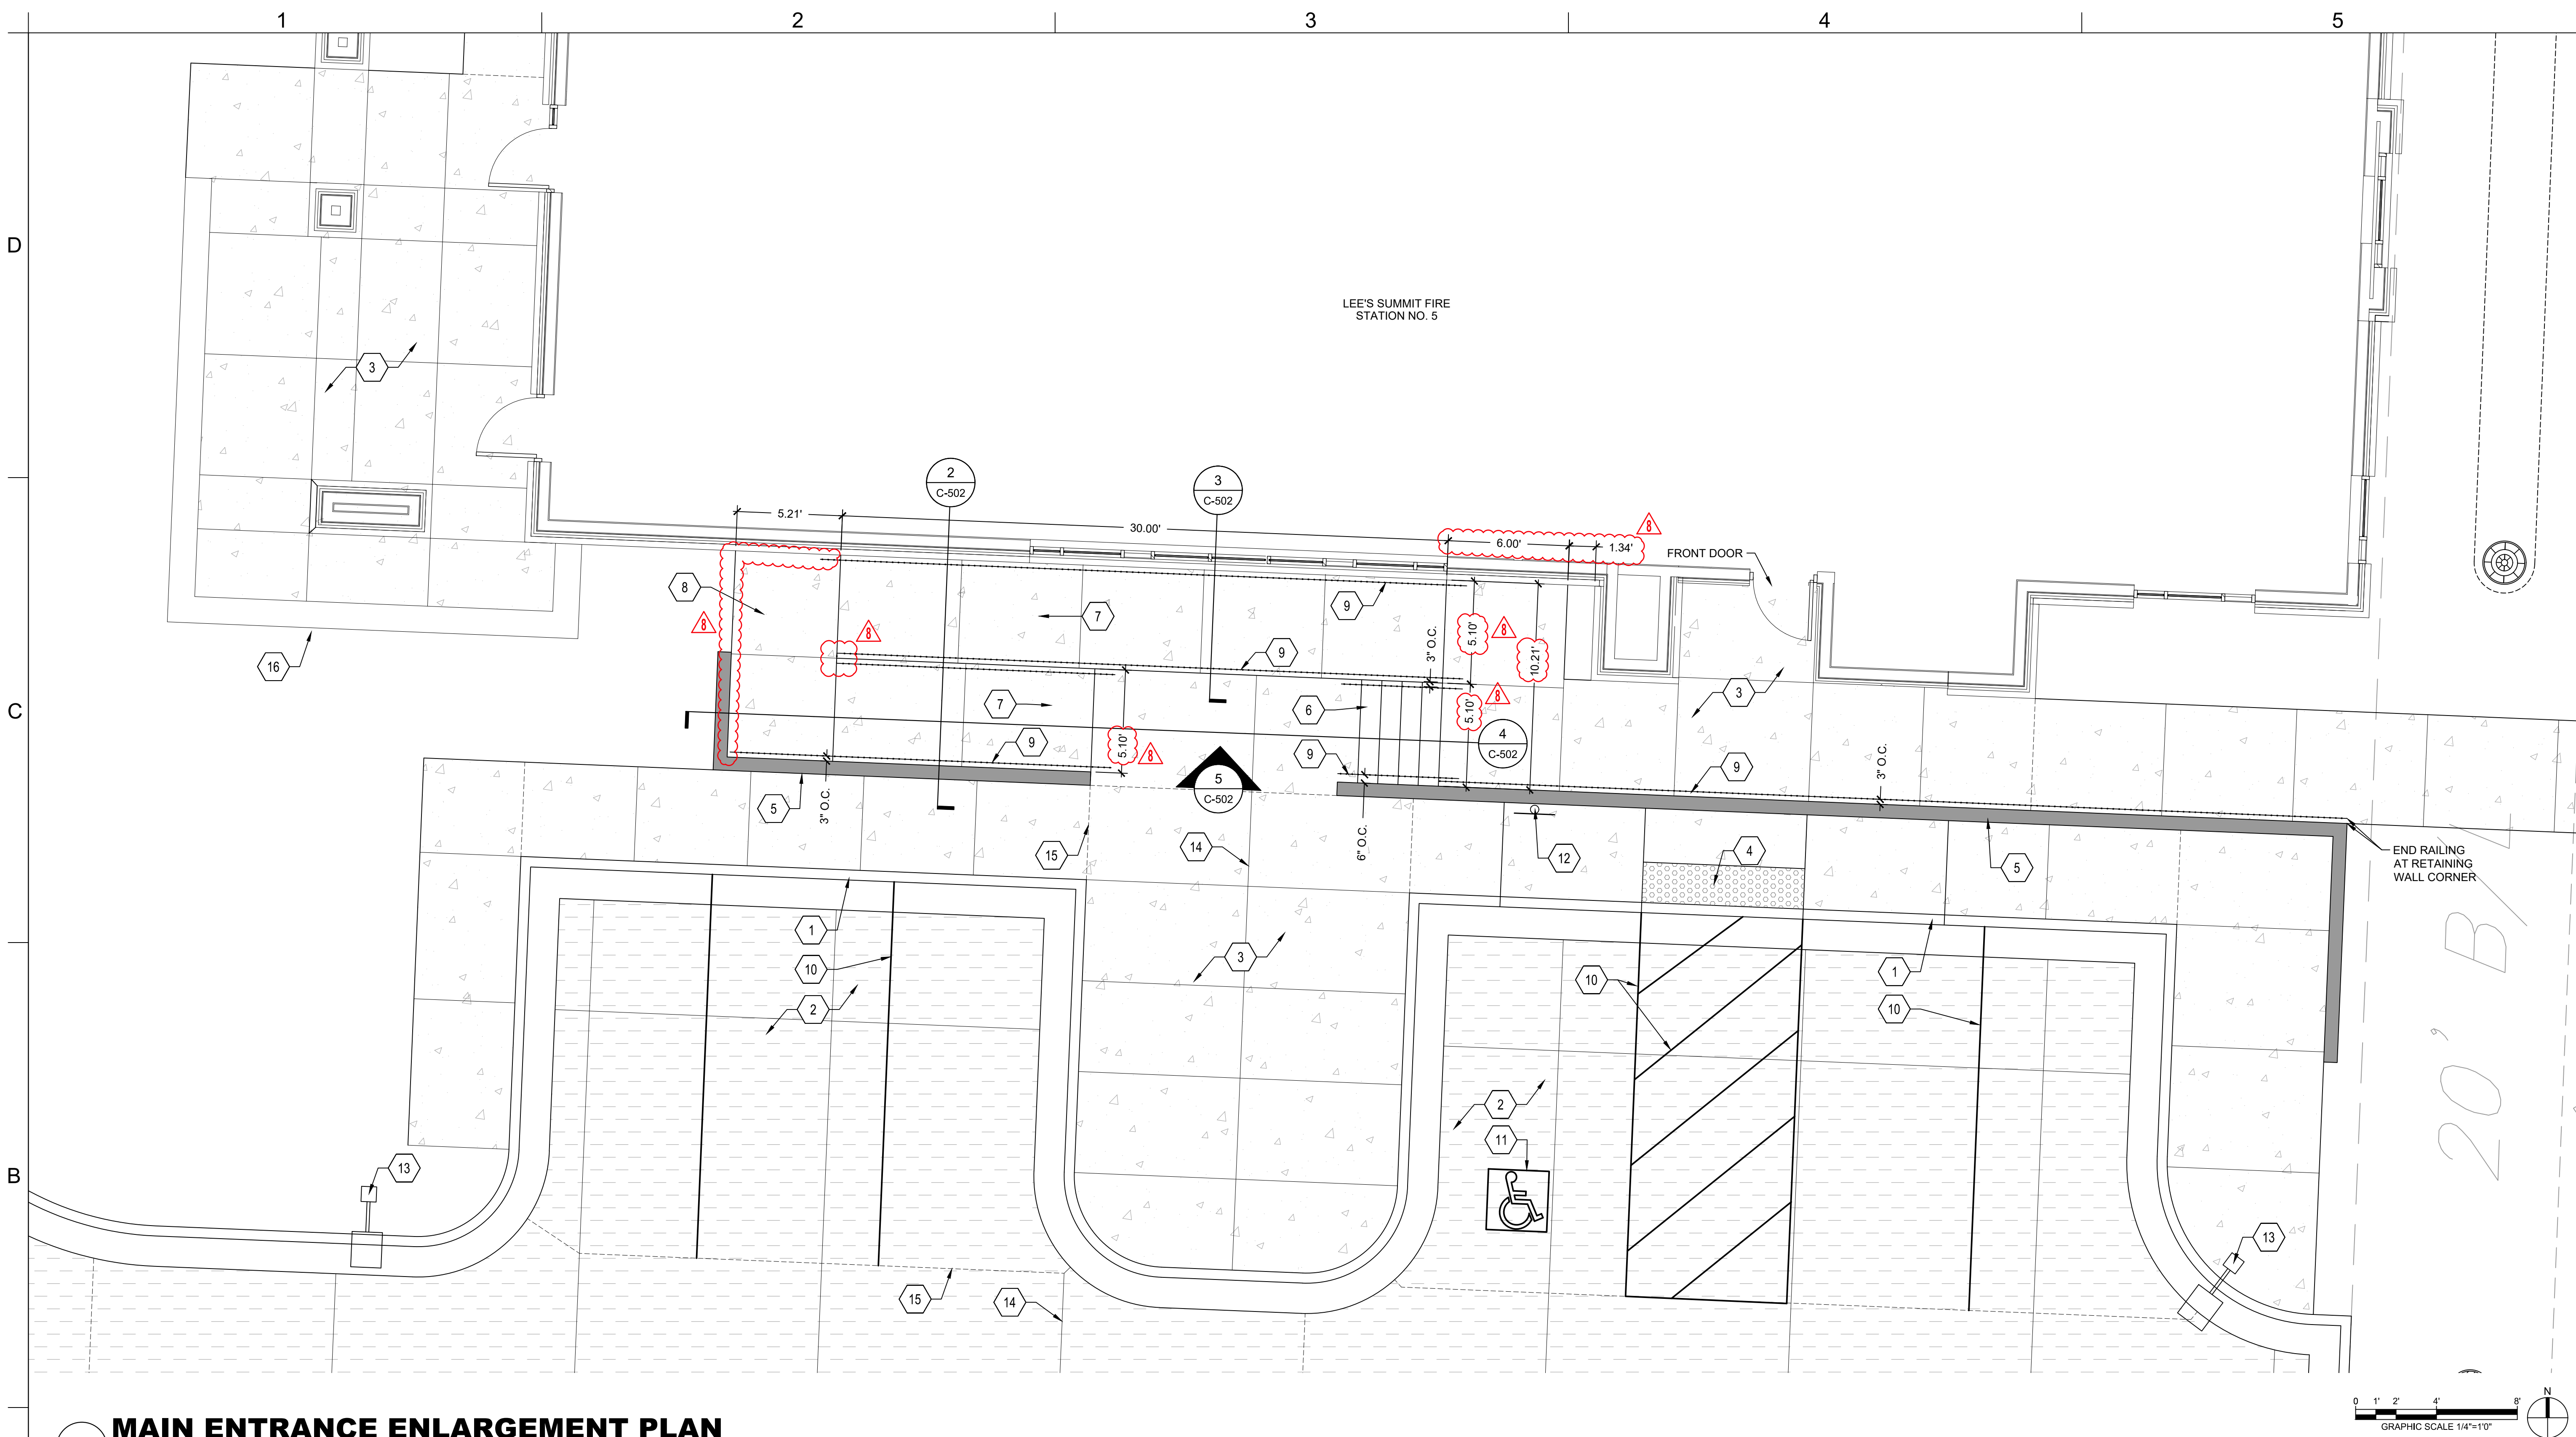 1
2
3
4
5
D
C
B
LEE'S SUMMIT FIRE
STATION NO. 5
3
2
C-502
3
C-502
5.21'
30.00'
6.00'
1.34'
8
FRONT DOOR
8
8
8
7
9
9
5.10'
8
3" O.C.
10.21'
16
7
6
5.10'
8
3
9
5.10'
8
4
C-502
9
9
3" O.C.
5
C-502
5
3" O.C.
6" O.C.
15
14
12
4
5
END RAILING
AT RETAINING
WALL CORNER
1
10
2
3
10
1
10
2
11
13
13
15
14
20' B
MAIN ENTRANCE ENLARGEMENT PLAN
0 1' 2' 4' 8'
GRAPHIC SCALE 1/4"=1'0"
N